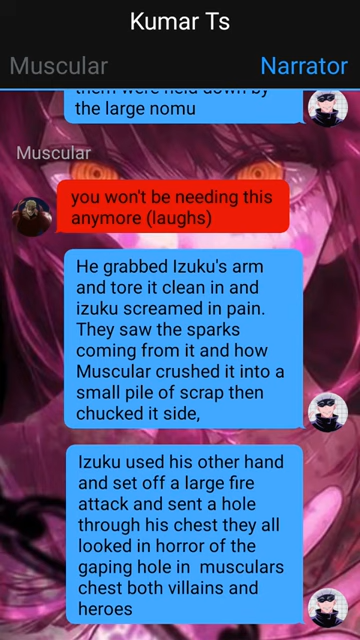 Kumar Ts
Muscular
Narrator
them were held down by
the large nomu
Muscular
you won't be needing this
anymore (laughs)
He grabbed Izuku's arm
and tore it clean in and
izuku screamed in pain.
They saw the sparks
coming from it and how
Muscular crushed it into a
small pile of scrap then
chucked it side,
Izuku used his other hand
and set off a large fire
attack and sent a hole
through his chest they all
looked in horror of the
gaping hole in  musculars
chest both villains and
heroes